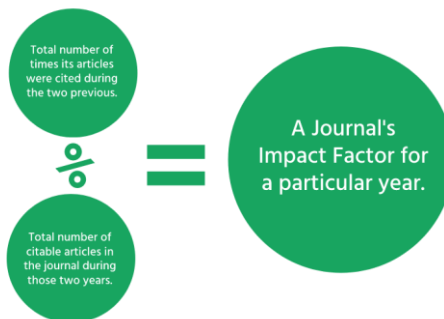 Total number of
times its articles
were cited during
the two previous.
%
Total number of
citable articles in
the journal during
those two years.
=
A Journal's
Impact Factor for
a particular year.